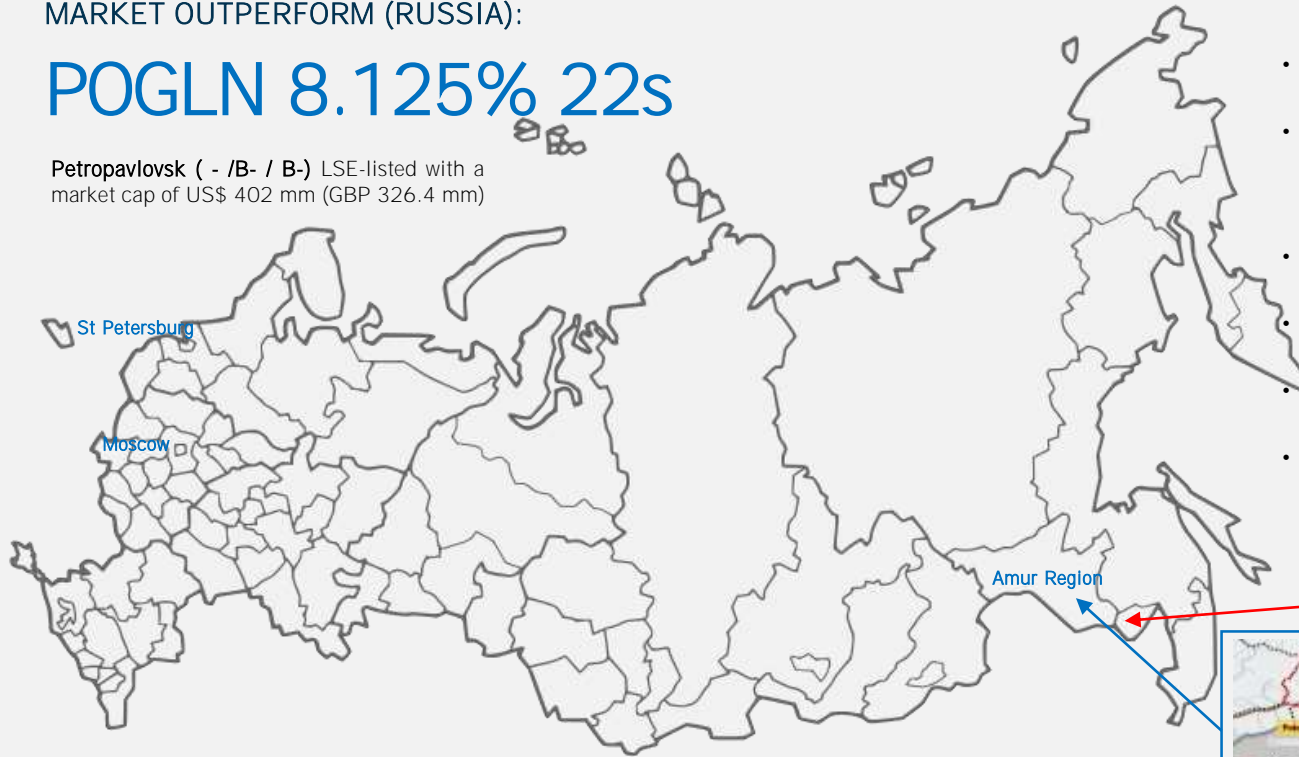 MARKET OUTPERFORM (RUSSIA):
POGLN 8.125% 22s
Petropavlovsk ( - /B- / B-) LSE-listed with a
market cap of US$ 402 mm (GBP 326.4 mm)
St Petersburg
Moscow
Amur Region